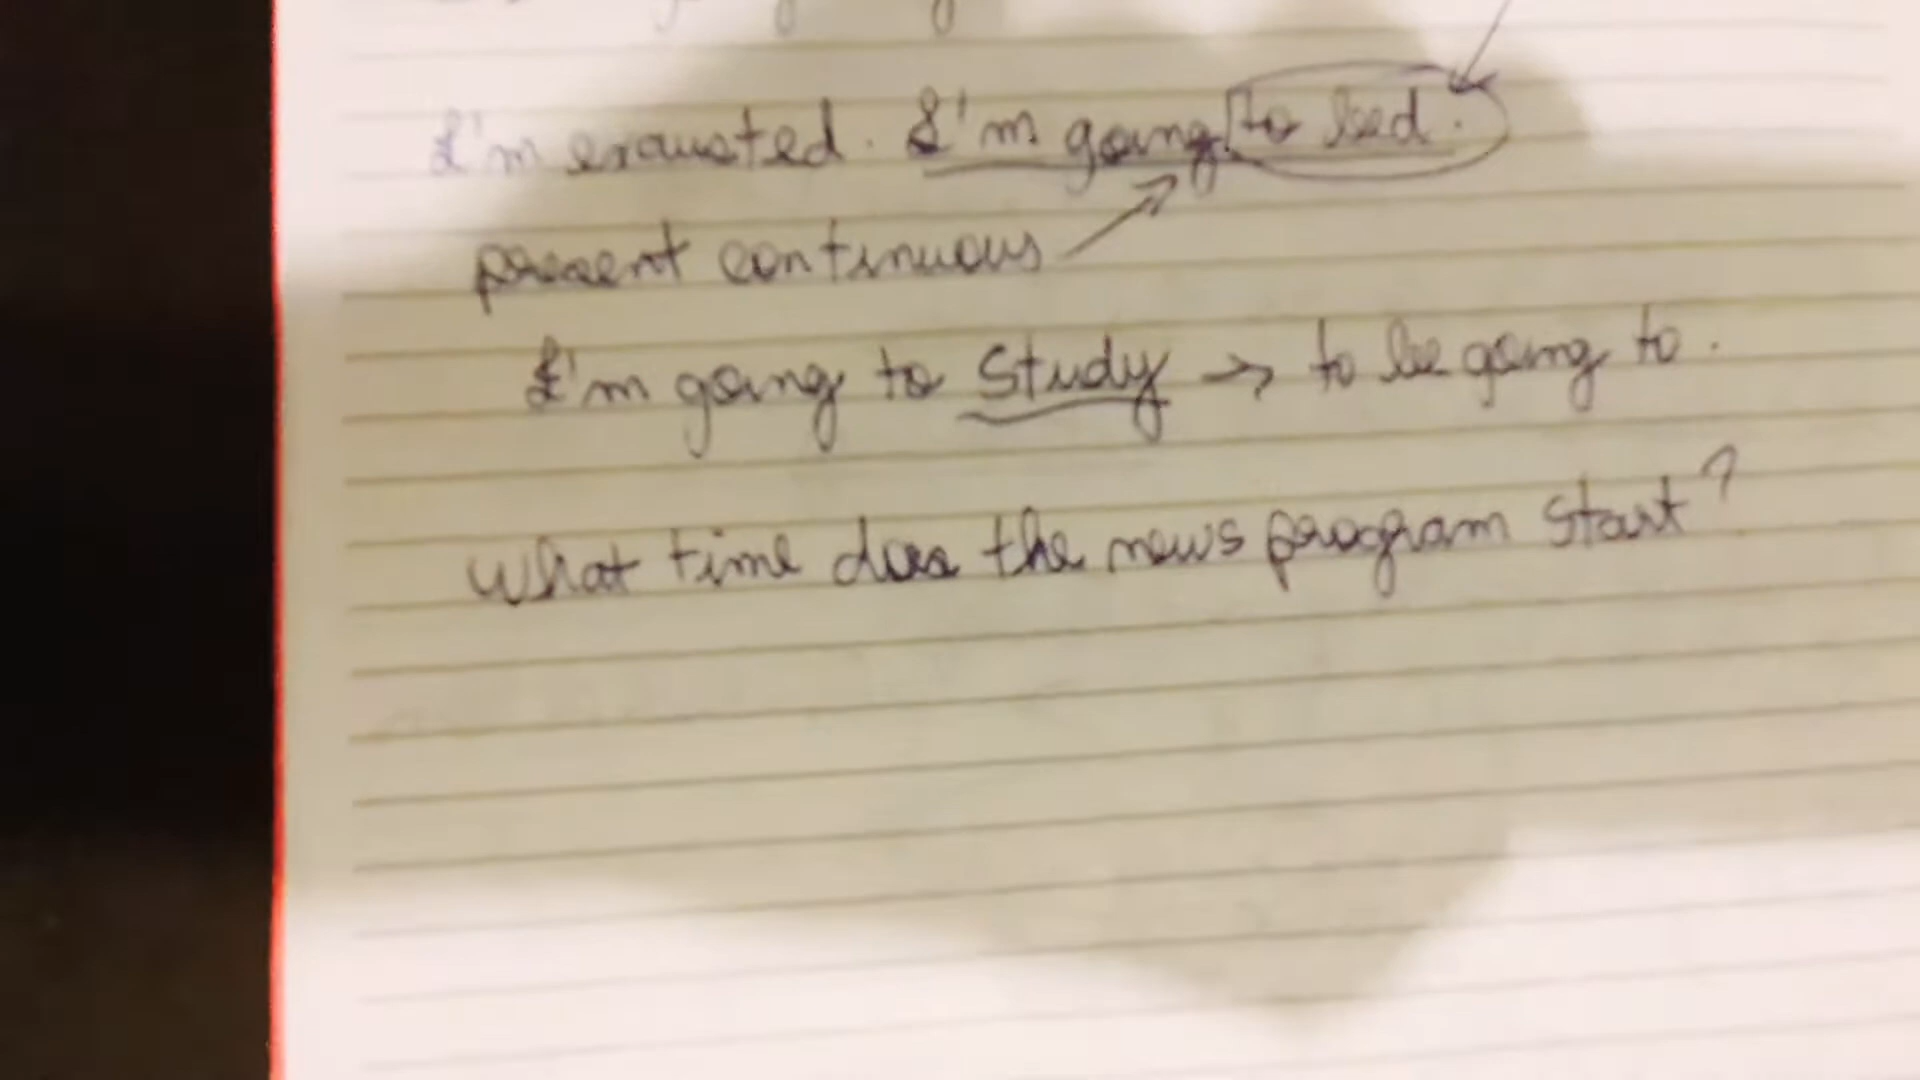 I'm exausted. I'm going to bed.
present continuous
I'm going to study → to be going to.
What time does the news program start?